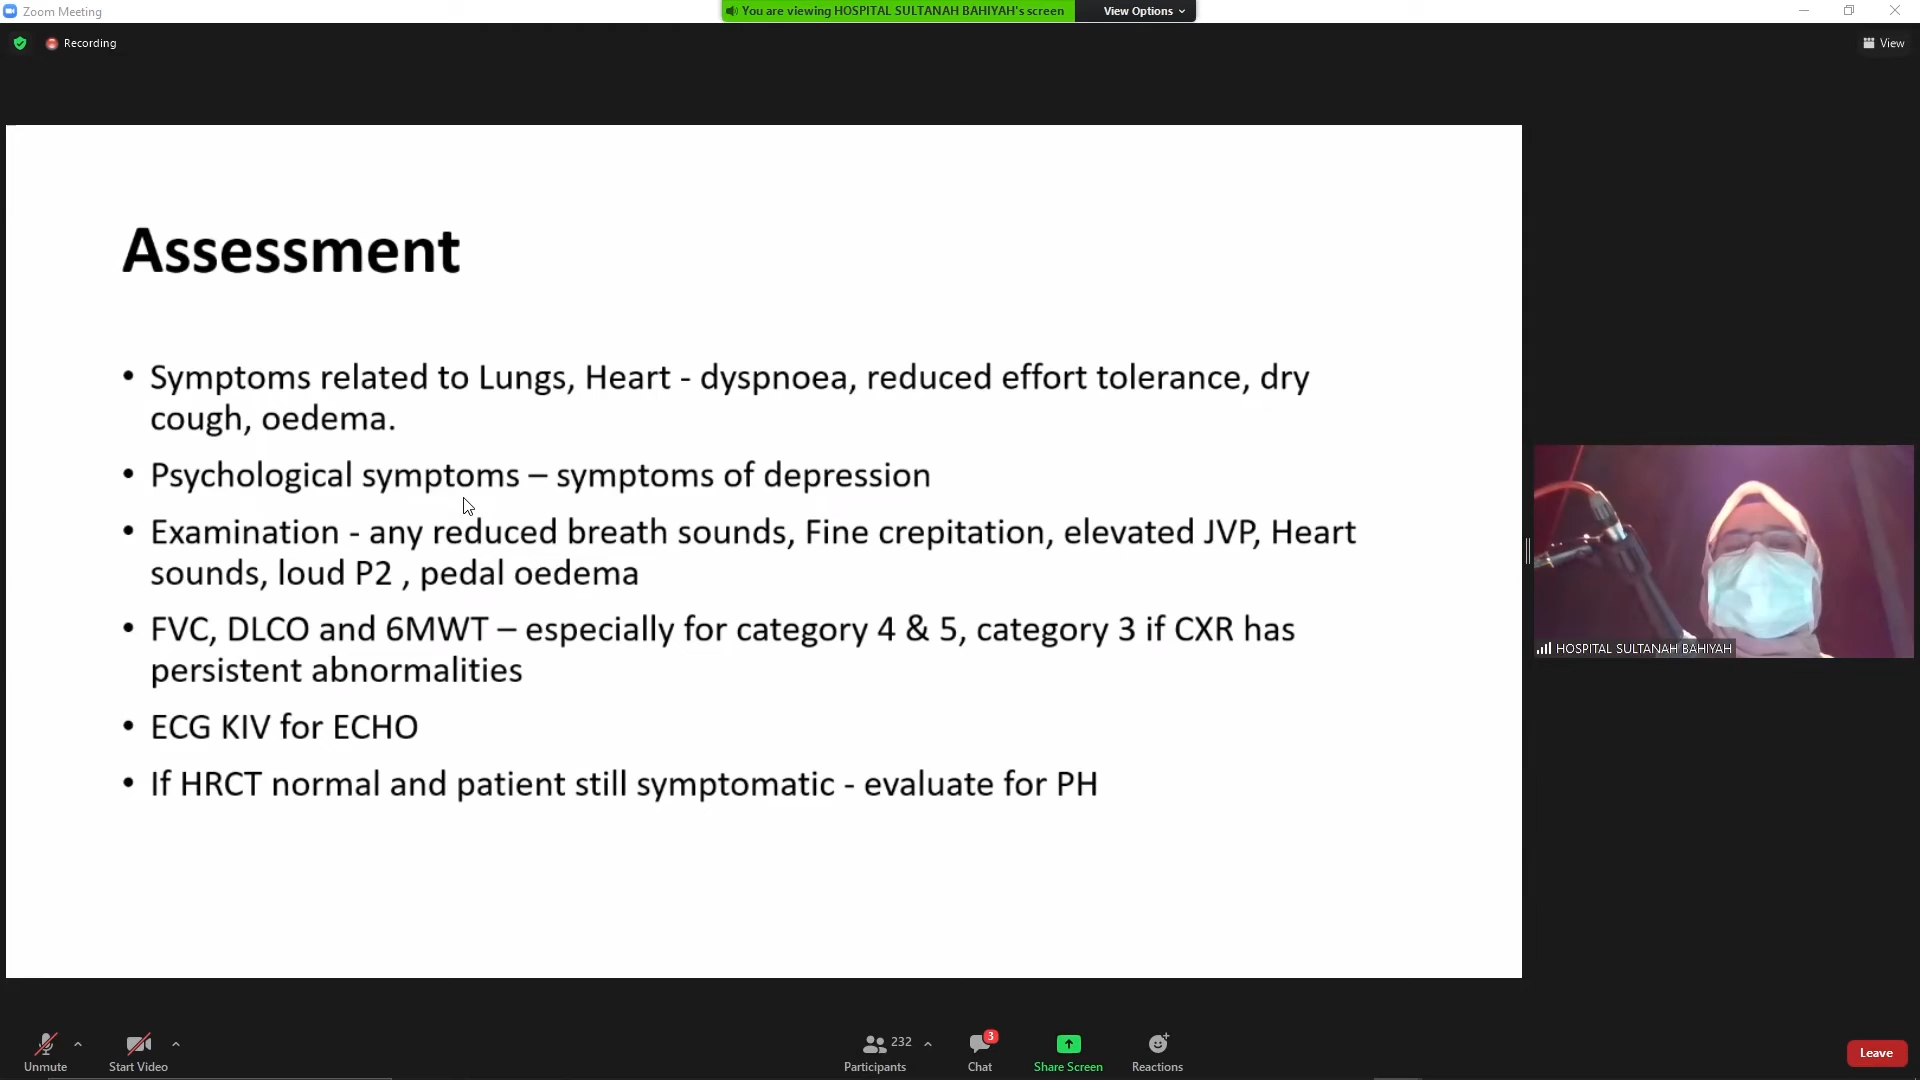 Zoom Meeting
You are viewing HOSPITAL SULTANAH BAHIYAH's screen
View Options
Recording
View
Assessment
• Symptoms related to Lungs, Heart - dyspnoea, reduced effort tolerance, dry
cough, oedema.
• Psychological symptoms – symptoms of depression
• Examination - any reduced breath sounds, Fine crepitation, elevated JVP, Heart
sounds, loud P2 , pedal oedema
• FVC, DLCO and 6MWT – especially for category 4 & 5, category 3 if CXR has
persistent abnormalities
• ECG KIV for ECHO
• If HRCT normal and patient still symptomatic - evaluate for PH
HOSPITAL SULTANAH BAHIYAH
Unmute
Start Video
232
Participants
3
Chat
Share Screen
Reactions
Leave